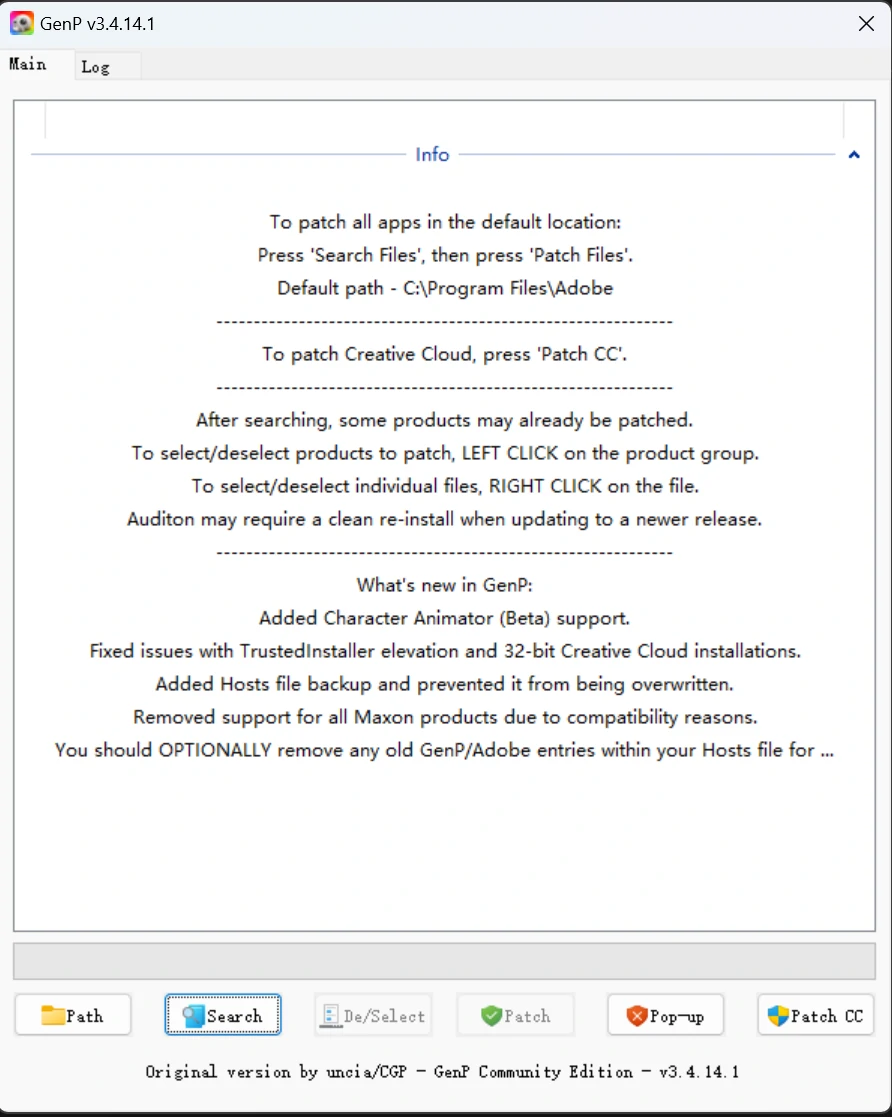 GenP v3.4.14.1
Main
Log
Info
To patch all apps in the default location:
Press 'Search Files', then press 'Patch Files'.
Default path - C:\Program Files\Adobe
---------------------------------------------------------------
To patch Creative Cloud, press 'Patch CC'.
---------------------------------------------------------------
After searching, some products may already be patched.
To select/deselect products to patch, LEFT CLICK on the product group.
To select/deselect individual files, RIGHT CLICK on the file.
Auditon may require a clean re-install when updating to a newer release.
---------------------------------------------------------------
What's new in GenP:
Added Character Animator (Beta) support.
Fixed issues with TrustedInstaller elevation and 32-bit Creative Cloud installations.
Added Hosts file backup and prevented it from being overwritten.
Removed support for all Maxon products due to compatibility reasons.
You should OPTIONALLY remove any old GenP/Adobe entries within your Hosts file for ...
Path
Search
De/Select
Patch
Pop-up
Patch CC
Original version by uncia/CGP - GenP Community Edition - v3.4.14.1